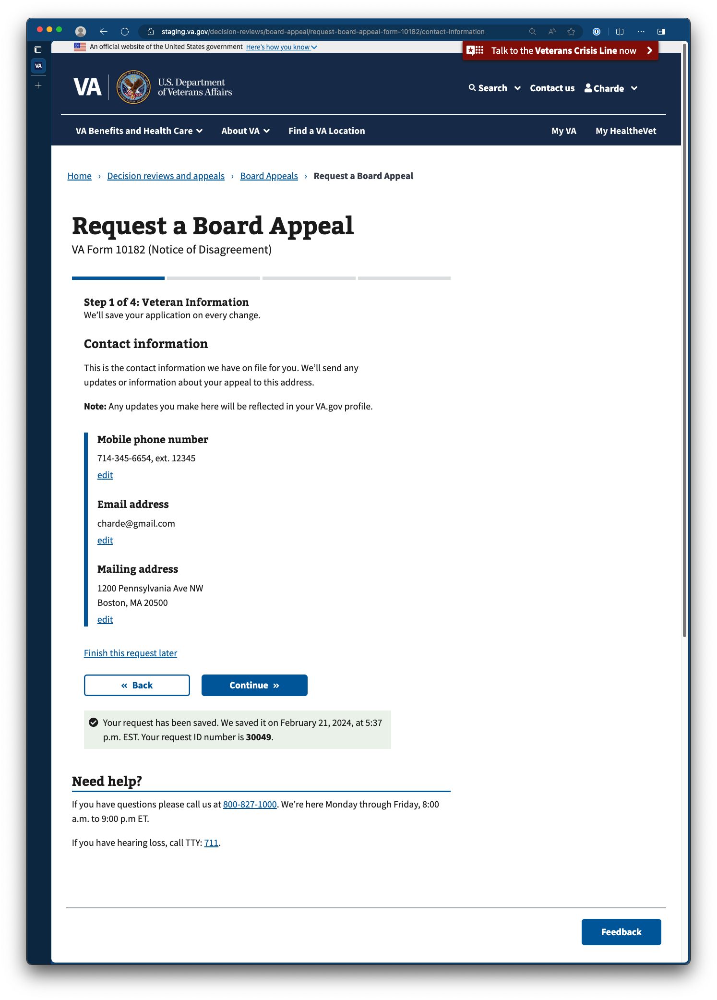 staging.va.gov/decision-reviews/board-appeal/request-board-appeal-form-10182/contact-information
An official website of the United States government Here's how you know
Talk to the Veterans Crisis Line now
VA
VA
U.S. Department
of Veterans Affairs
Search
Contact us
Charde
VA Benefits and Health Care
About VA
Find a VA Location
My VA
My HealtheVet
Home › Decision reviews and appeals › Board Appeals › Request a Board Appeal
Request a Board Appeal
VA Form 10182 (Notice of Disagreement)
Step 1 of 4: Veteran Information
We’ll save your application on every change.
Contact information
This is the contact information we have on file for you. We’ll send any
updates or information about your appeal to this address.
Note: Any updates you make here will be reflected in your VA.gov profile.
Mobile phone number
714-345-6654, ext. 12345
edit
Email address
charde@gmail.com
edit
Mailing address
1200 Pennsylvania Ave NW
Boston, MA 20500
edit
Finish this request later
« Back
Continue »
Your request has been saved. We saved it on February 21, 2024, at 5:37
p.m. EST. Your request ID number is 30049.
Need help?
If you have questions please call us at 800-827-1000. We’re here Monday through Friday, 8:00
a.m. to 9:00 p.m ET.
If you have hearing loss, call TTY: 711.
Feedback